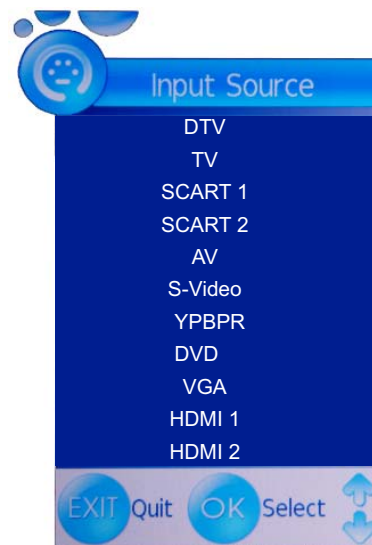 Input Source
DTV
TV
SCART 1
SCART 2
AV
S-Video
YPBPR
DVD
VGA
HDMI 1
HDMI 2
EXIT Quit OK Select